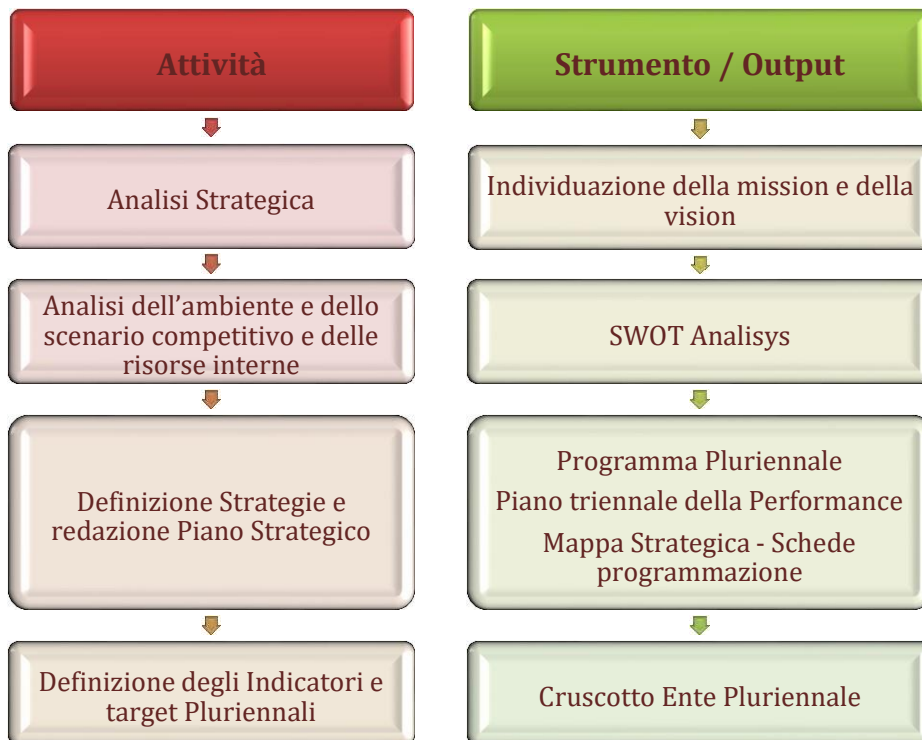 Attività
Analisi Strategica
Analisi dell'ambiente e dello
scenario competitivo e delle
risorse interne
Definizione Strategie e
redazione Piano Strategico
Definizione degli Indicatori e
target Pluriennali
Strumento / Output
Individuazione della mission e della
vision
SWOT Analisys
Programma Pluriennale
Piano triennale della Performance
Mappa Strategica - Schede
programmazione
Cruscotto Ente Pluriennale